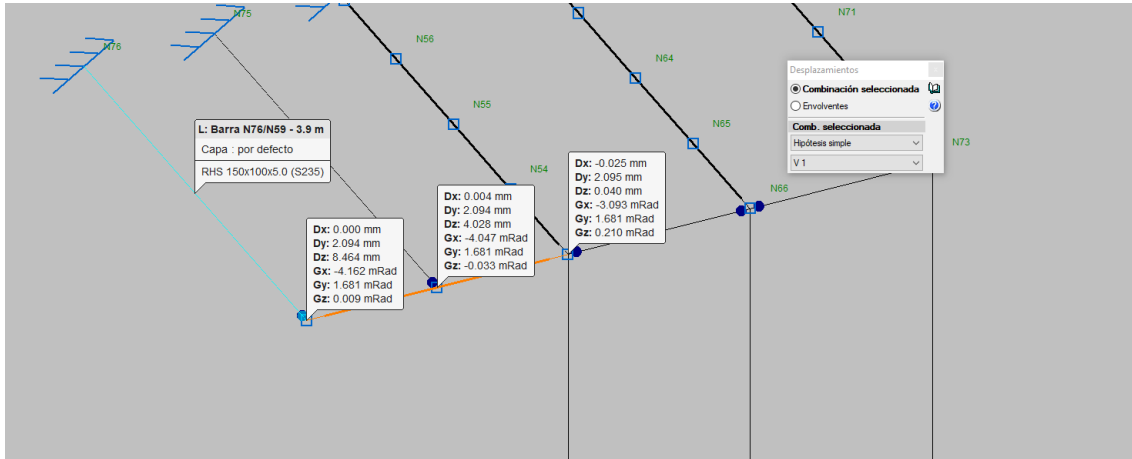 N75
N76
N56
N55
N54
N64
N65
N66
N71
N73
Desplazamientos
Combinación seleccionada
Envolventes
Comb. seleccionada
Hipótesis simple
V 1
L: Barra N76/N59 - 3.9 m
Capa : por defecto
RHS 150x100x5.0 (S235)
Dx: -0.025 mm
Dy: 2.095 mm
Dz: 0.040 mm
Gx: -3.093 mRad
Gy: 1.681 mRad
Gz: 0.210 mRad
Dx: 0.004 mm
Dy: 2.094 mm
Dz: 4.028 mm
Gx: -4.047 mRad
Gy: 1.681 mRad
Gz: -0.033 mRad
Dx: 0.000 mm
Dy: 2.094 mm
Dz: 8.464 mm
Gx: -4.162 mRad
Gy: 1.681 mRad
Gz: 0.009 mRad